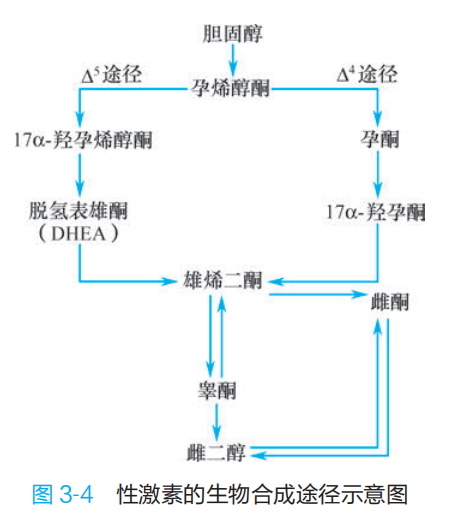 胆固醇
Δ⁵途径
Δ⁴途径
孕烯醇酮
17α-羟孕烯醇酮
孕酮
脱氢表雄酮
（DHEA）
17α-羟孕酮
雄烯二酮
雌酮
睾酮
雌二醇
图 3-4 性激素的生物合成途径示意图